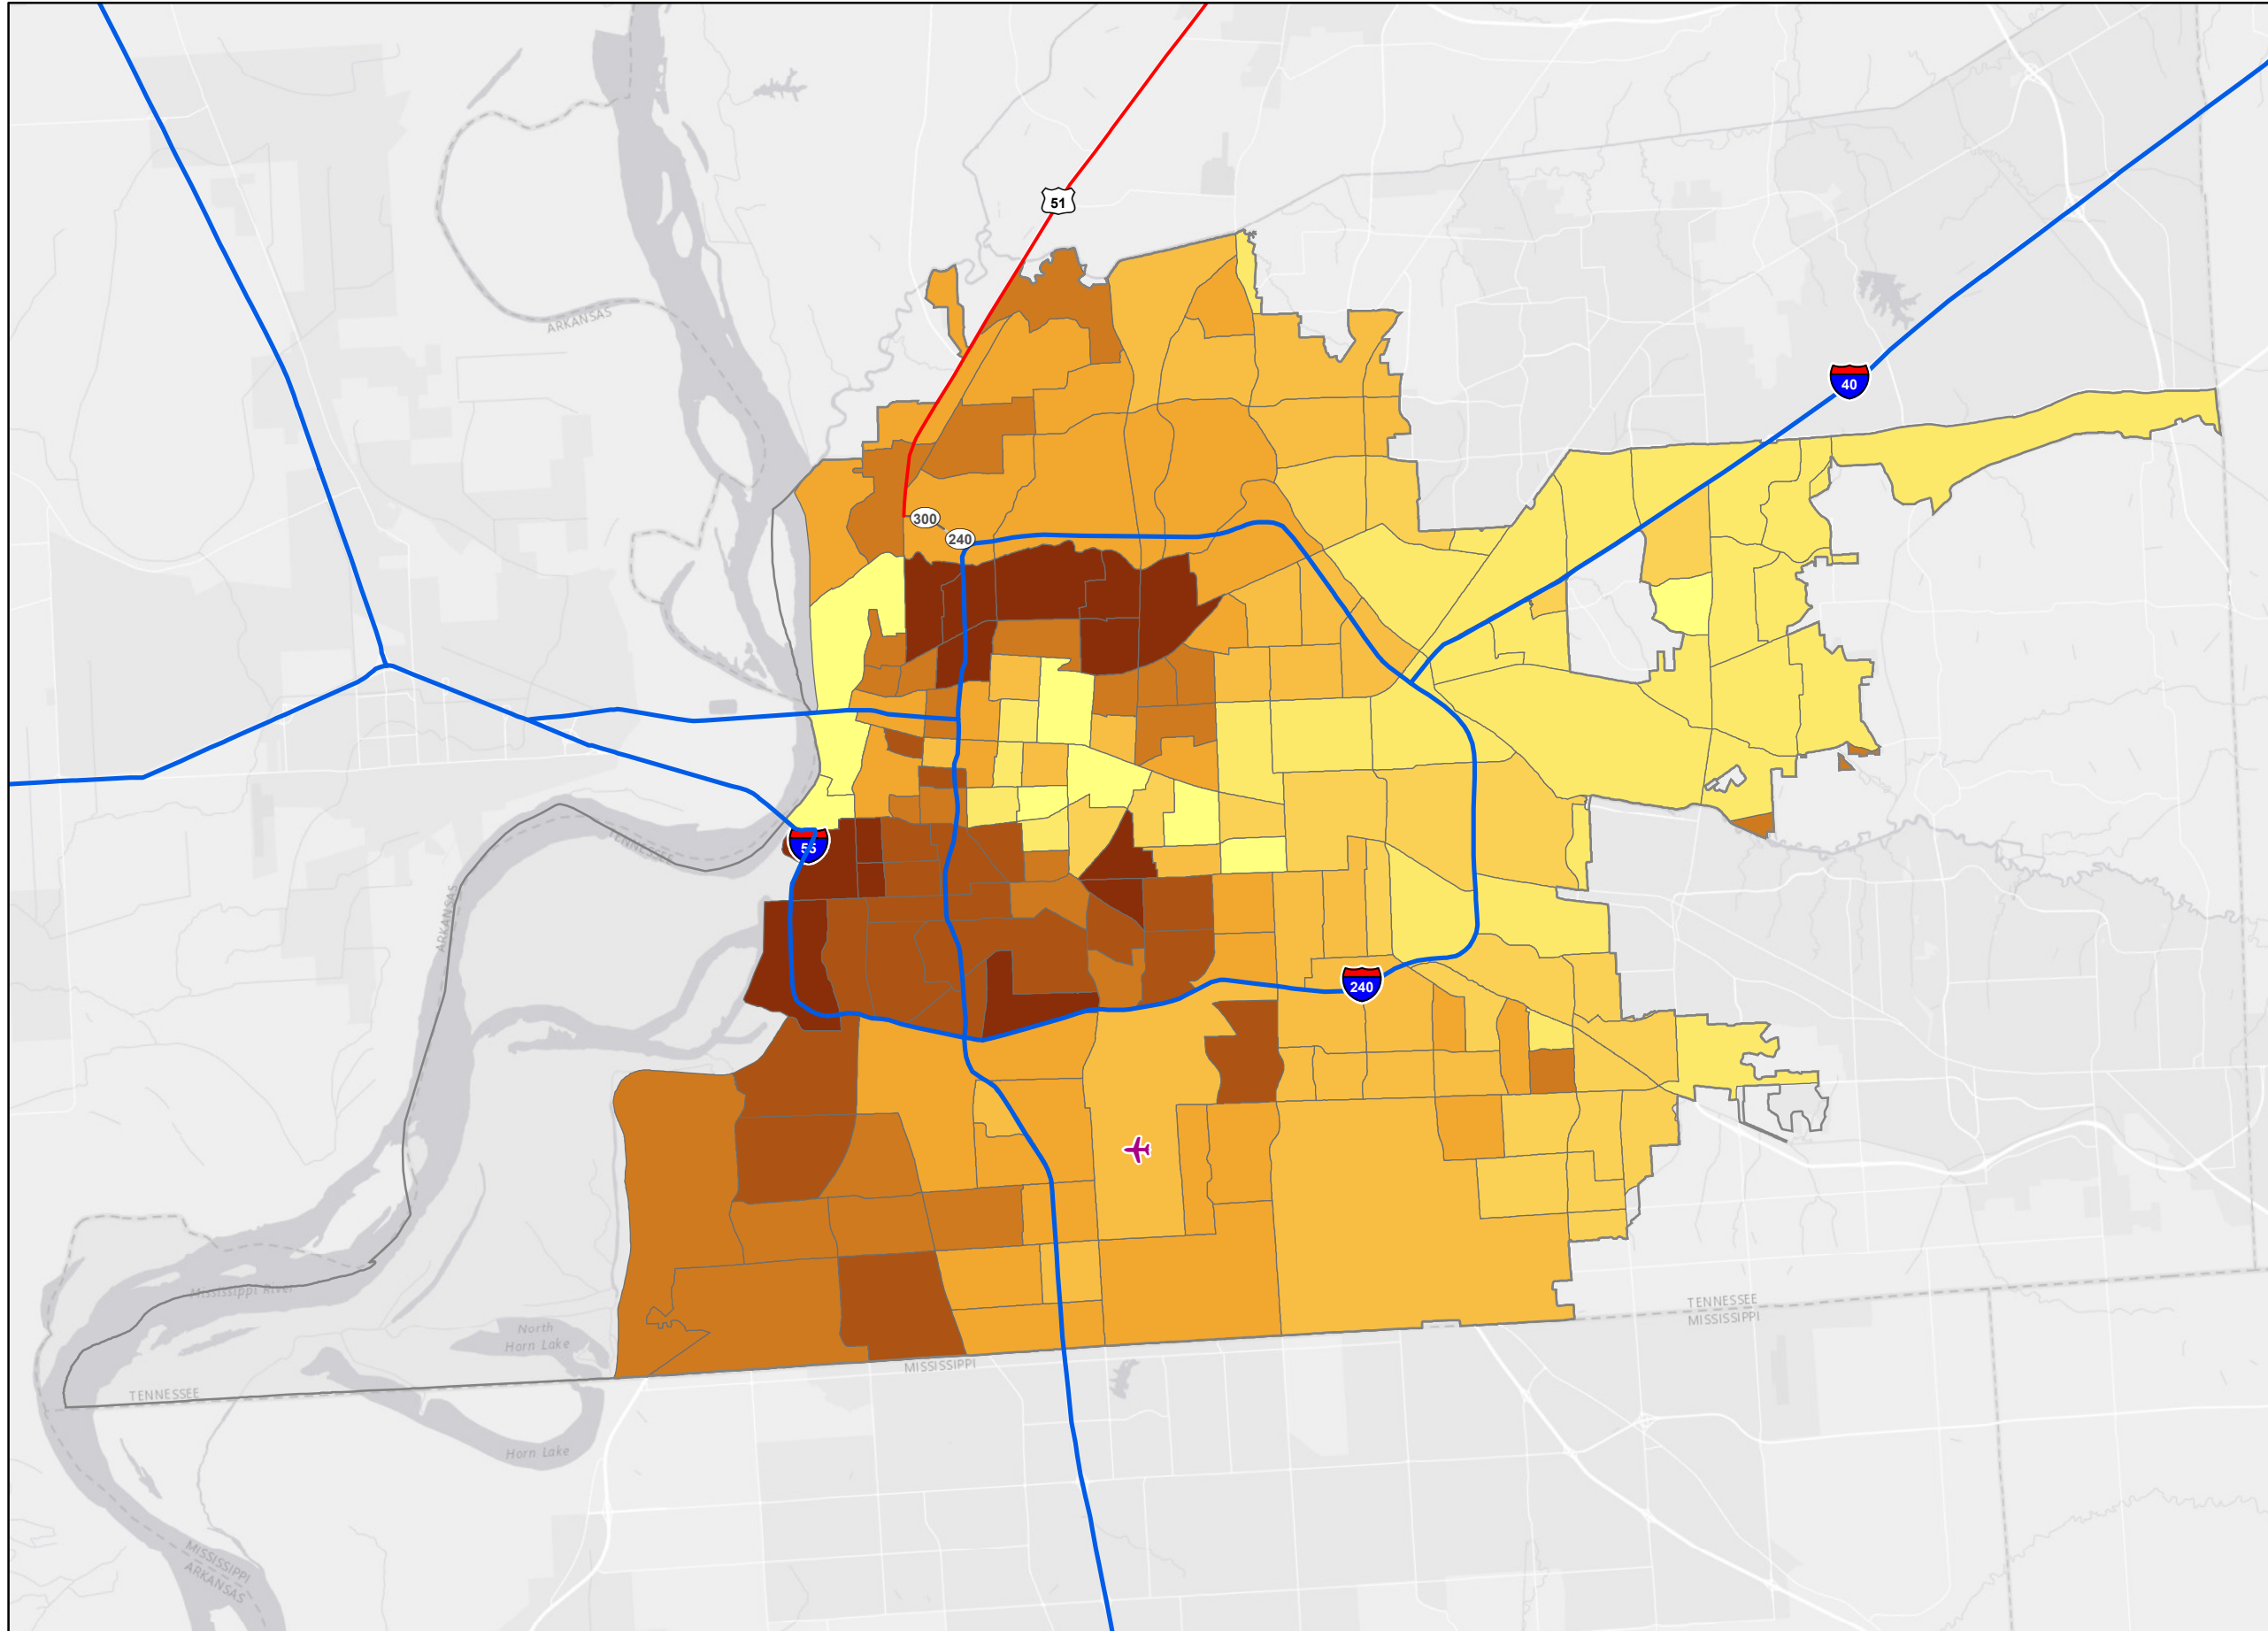 51
ARKANSAS
40
300
240
55
TENNESSEE
ARKANSAS
240
Mississippi River
TENNESSEE
MISSISSIPPI
North
Horn Lake
MISSISSIPPI
TENNESSEE
Horn Lake
MISSISSIPPI
ARKANSAS